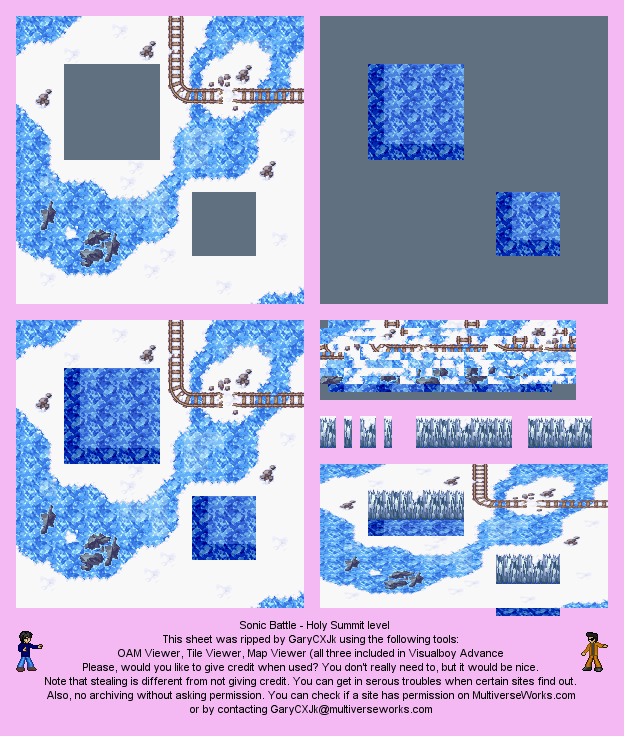 Sonic Battle - Holy Summit level
This sheet was ripped by GaryCXJk using the following tools:
OAM Viewer, Tile Viewer, Map Viewer (all three included in Visualboy Advance
Please, would you like to give credit when used? You don't really need to, but it would be nice.
Note that stealing is different from not giving credit. You can get in serous troubles when certain sites find out.
Also, no archiving without asking permission. You can check if a site has permission on MultiverseWorks.com
or by contacting GaryCXJk@multiverseworks.com